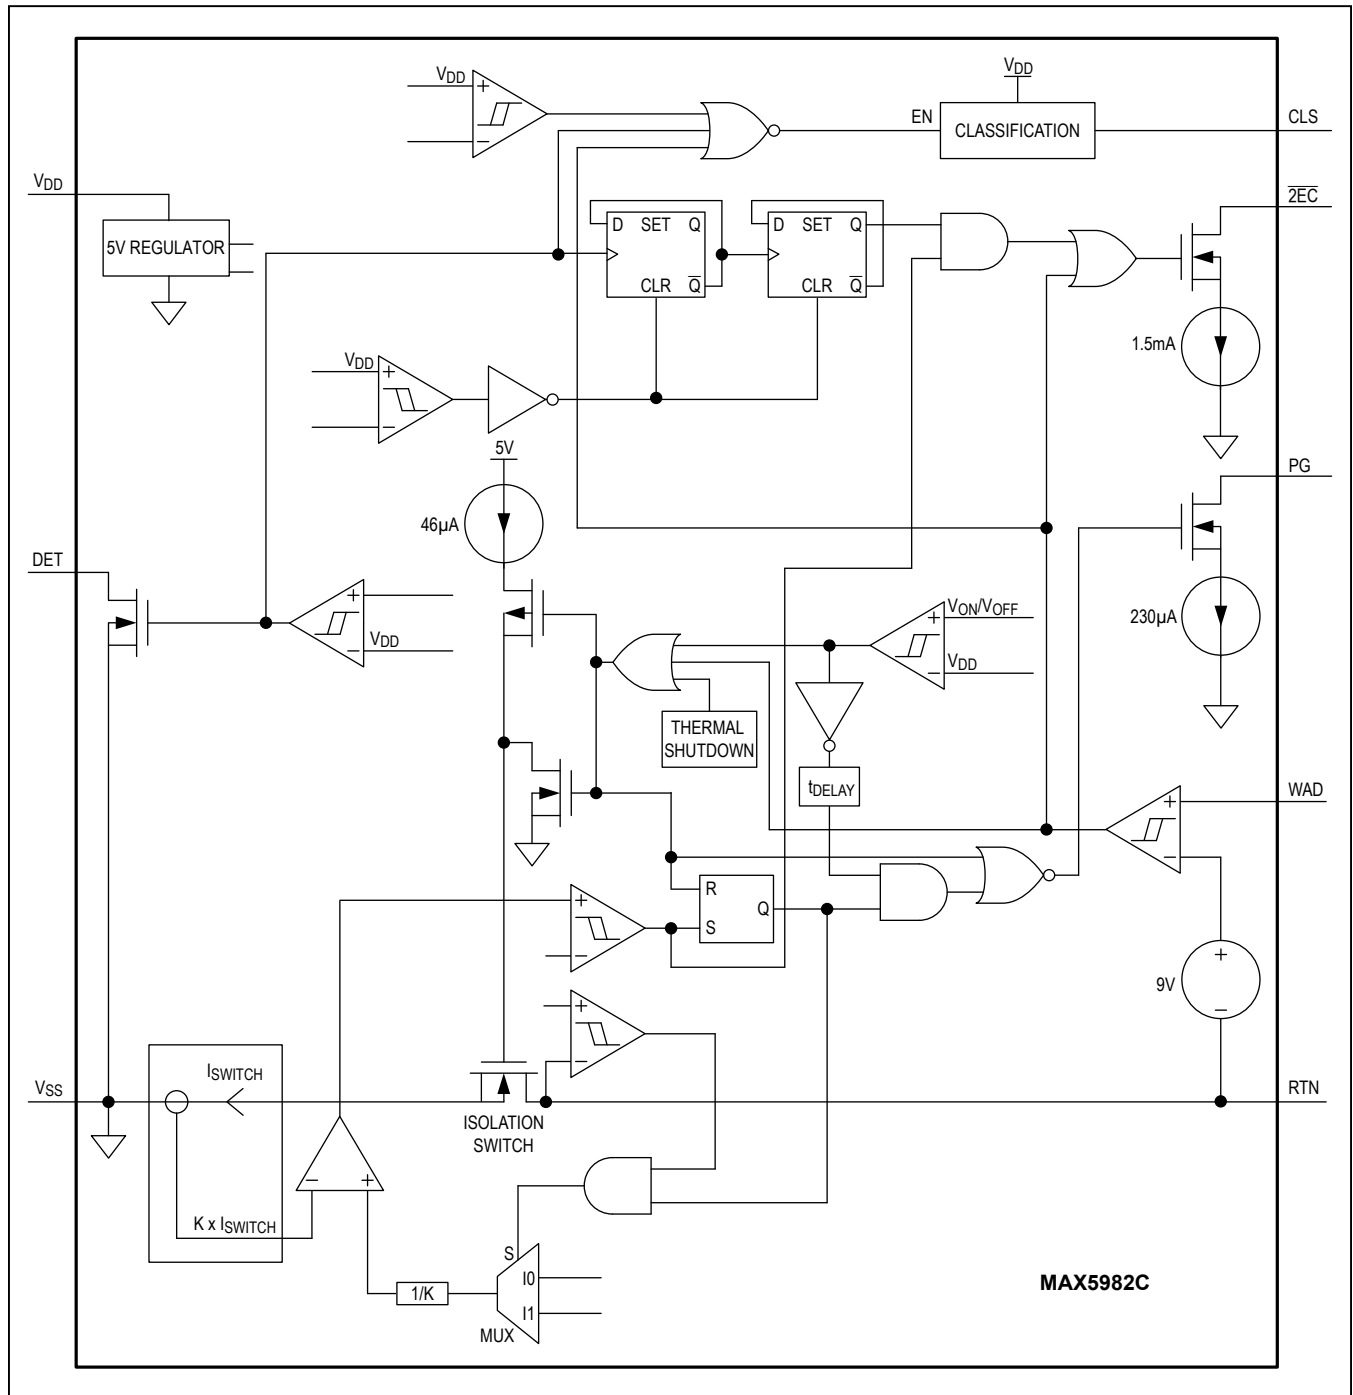 VDD
+
−
VDD
EN
CLASSIFICATION
CLS
VDD
5V REGULATOR
2EC
D SET Q
CLR Q
D SET Q
CLR Q
1.5mA
VDD
+
−
5V
46µA
PG
DET
+
VDD
−
VON/VOFF
+
VDD
−
230µA
THERMAL
SHUTDOWN
tDELAY
WAD
+
−
R
Q
S
+
−
9V
+
−
+
−
VSS
ISWITCH
ISOLATION
SWITCH
RTN
− +
K x ISWITCH
S
I0
1/K
I1
MUX
MAX5982C